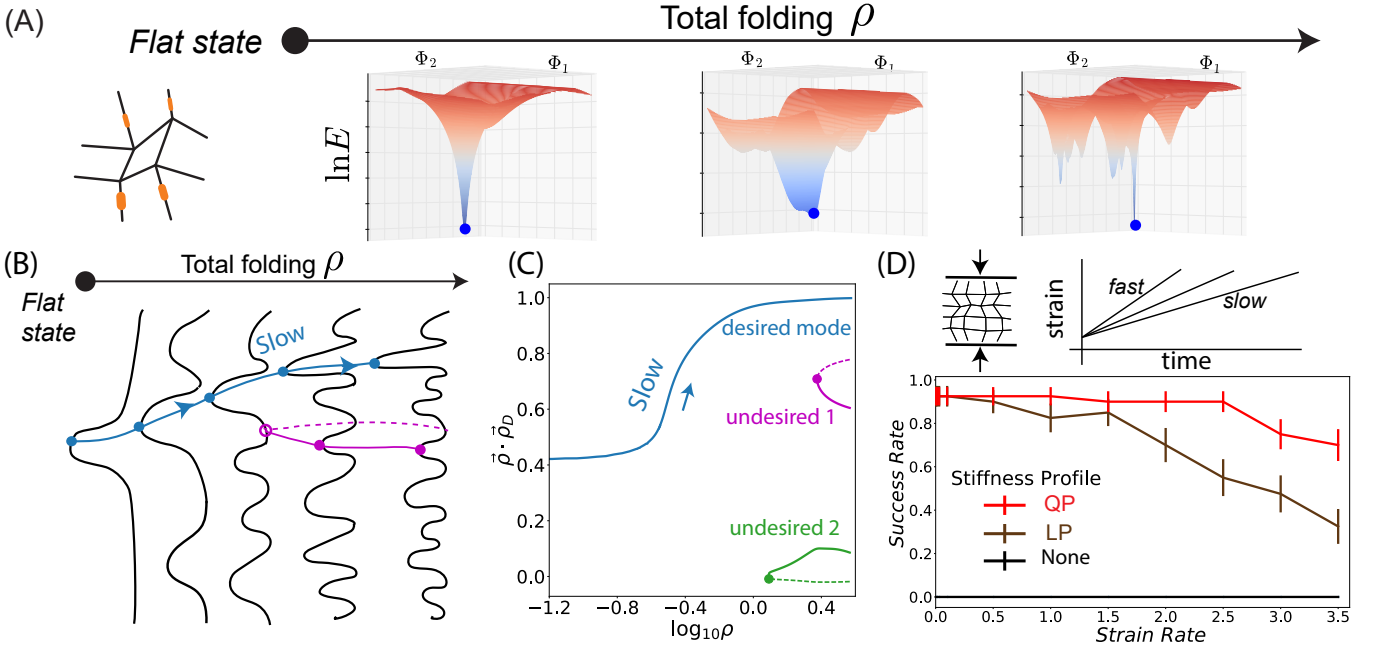 (A)
Total folding ρ
Flat state
Φ2 Φ1
Φ2 Φ1
Φ2 Φ1
lnE
(B)
Total folding ρ
Flat
state
Slow
(C)
1.0
0.8
0.6
0.4
0.2
0.0
ρ⃗ · ρ⃗D
desired mode
Slow
undesired 1
undesired 2
−1.2 −0.8 −0.4 0.0 0.4
log10ρ
(D)
strain
fast
slow
time
1.0
0.8
0.6
0.4
0.2
0.0
Success Rate
Stiffness Profile
QP
LP
None
0.0 0.5 1.0 1.5 2.0 2.5 3.0 3.5
Strain Rate